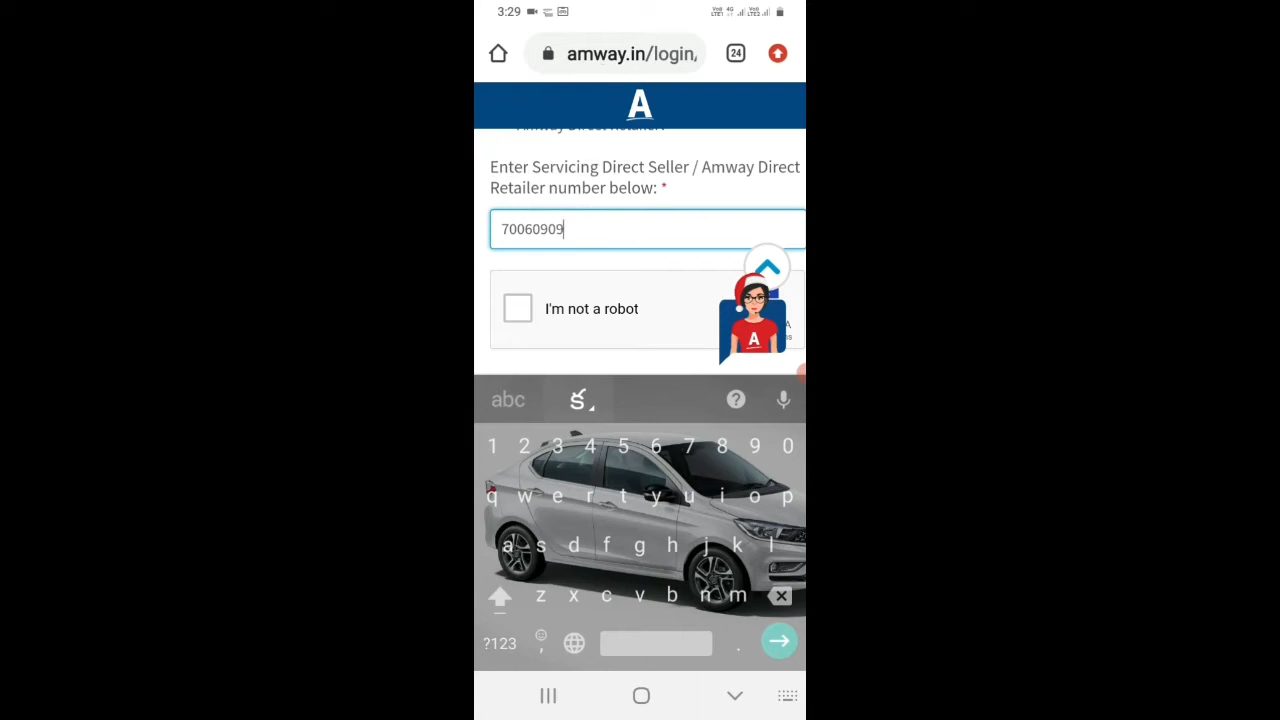 3:29
amway.in/login,
24
A
Enter Servicing Direct Seller / Amway Direct
Retailer number below: *
70060909
I'm not a robot
A
abc
క
?
1 2 3 4 5 6 7 8 9 0
q w e r t y u i o p
a s d f g h j k l
z x c v b n m
?123 , .